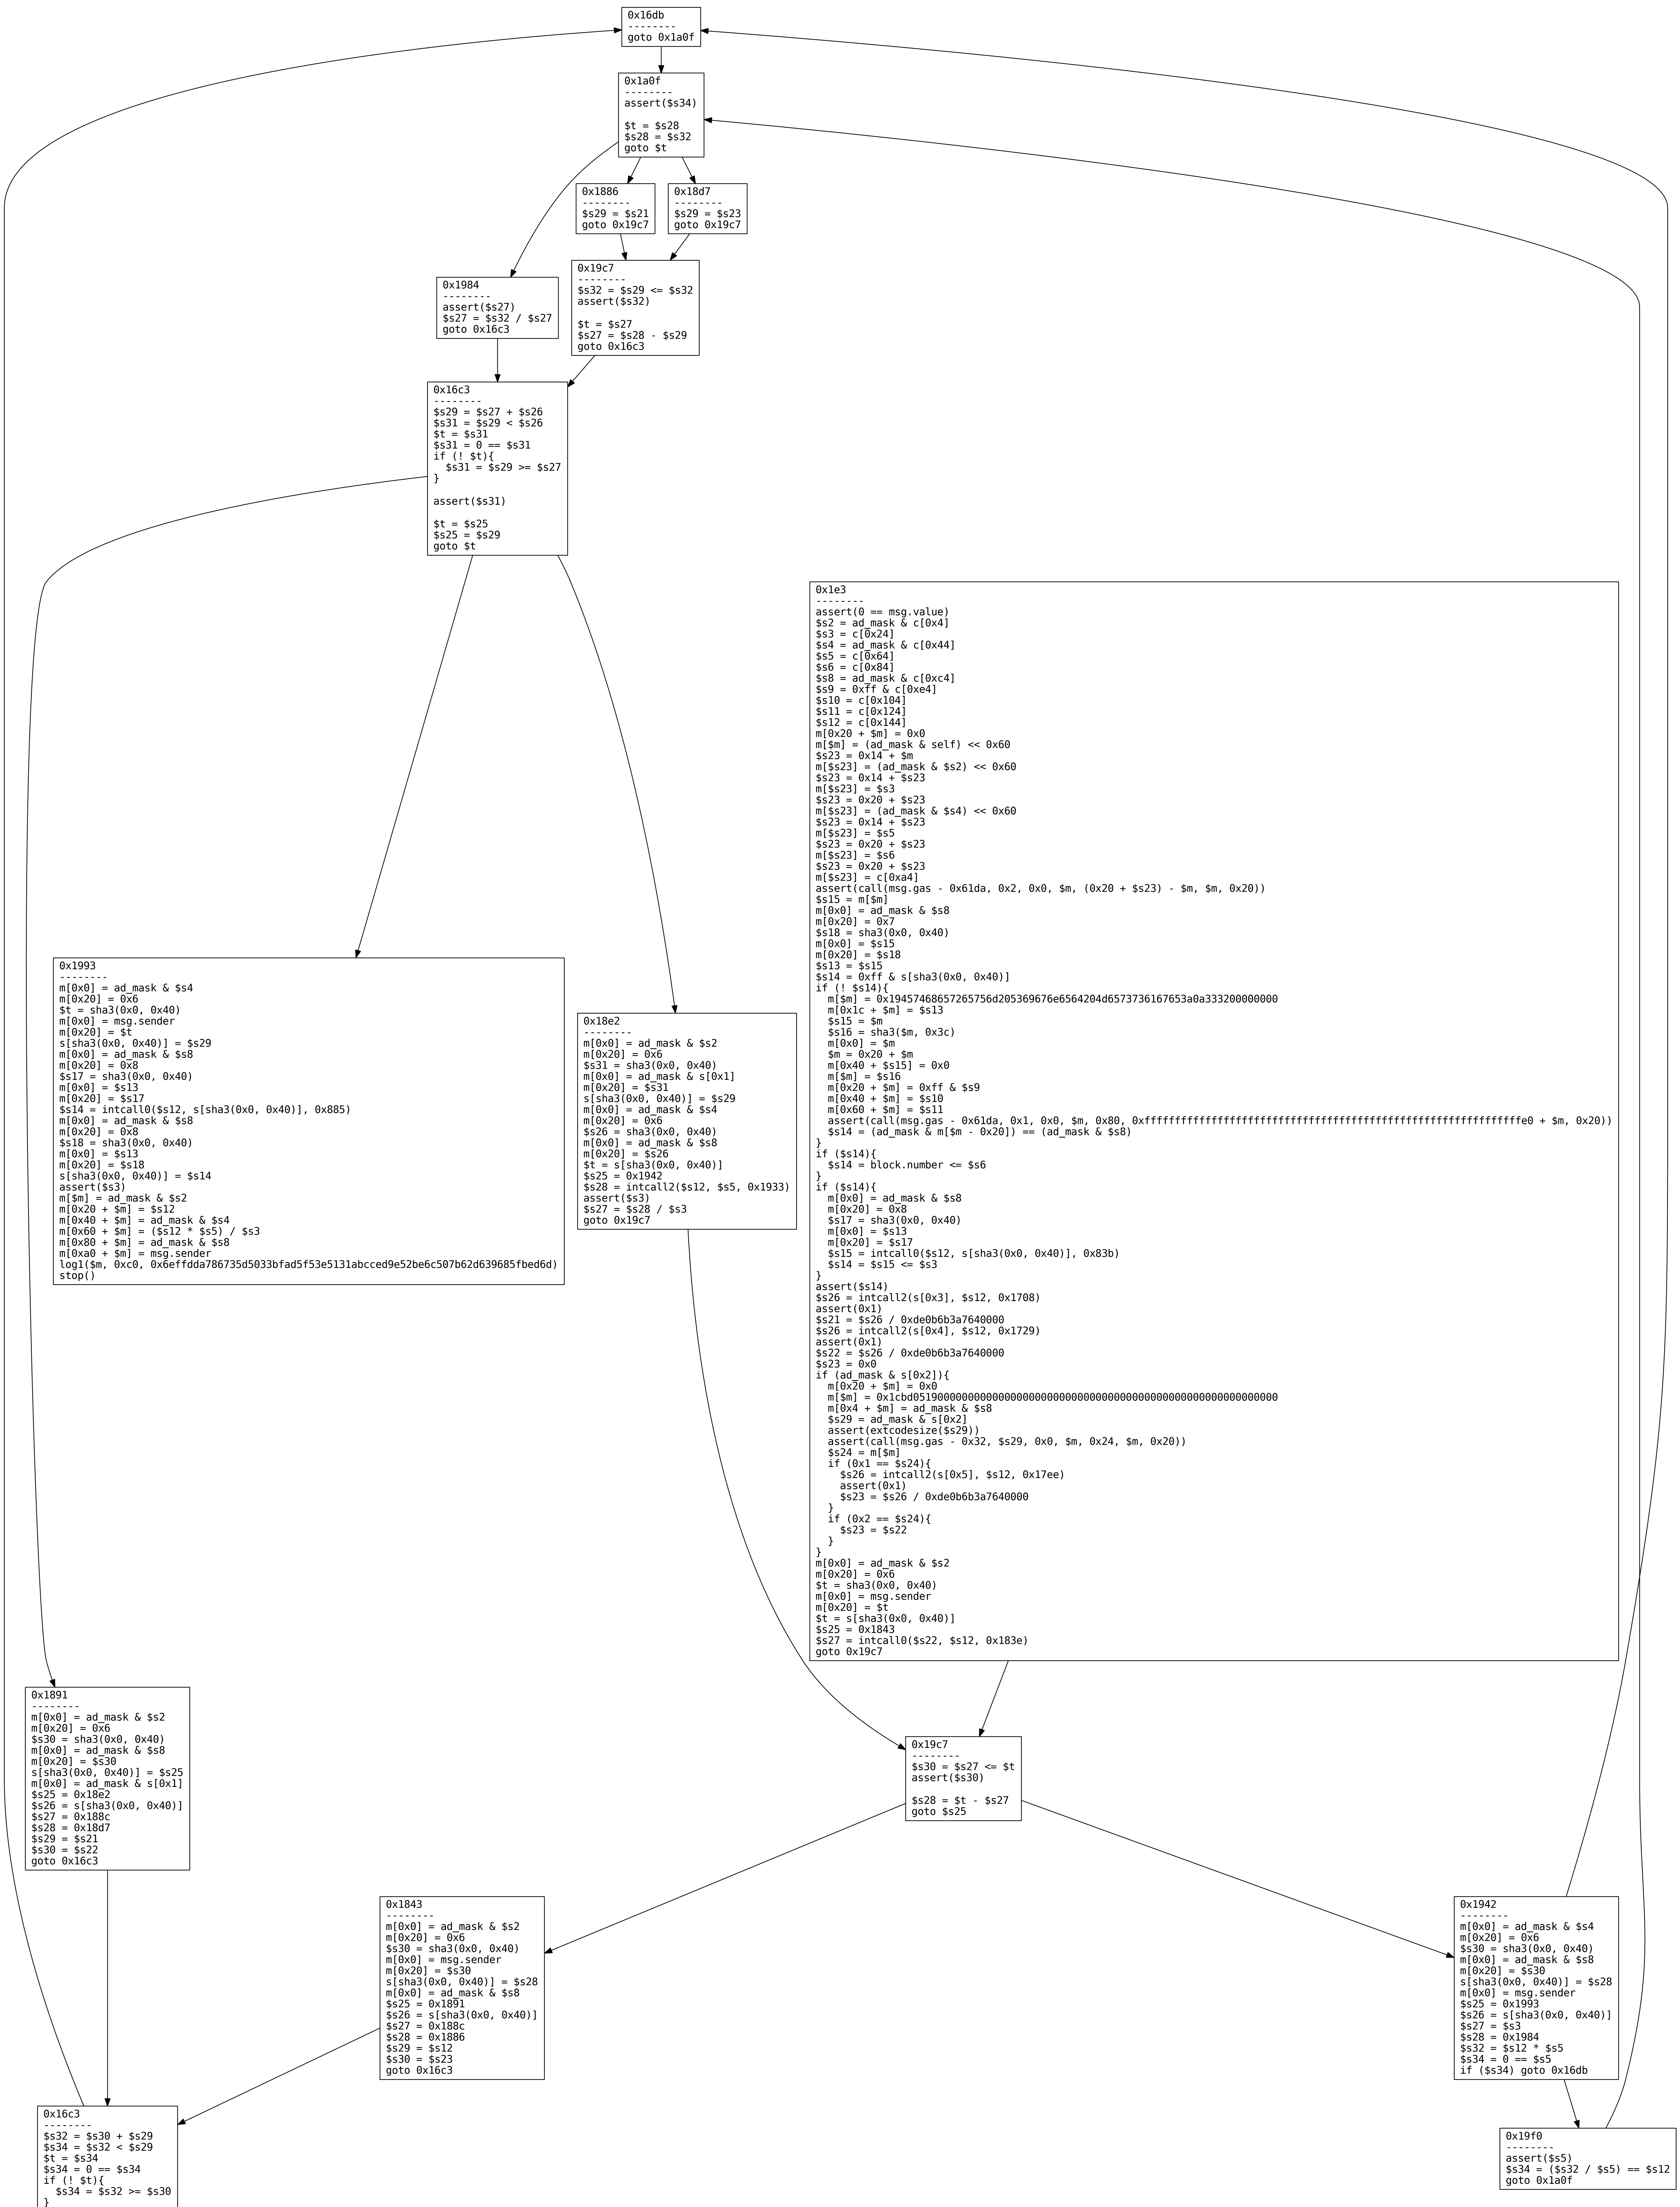 0x16db
--------
goto 0x1a0f
0x1a0f
--------
assert($s34)
$t = $s28
$s28 = $s32
goto $t
0x1886
--------
$s29 = $s21
goto 0x19c7
0x18d7
--------
$s29 = $s23
goto 0x19c7
0x19c7
--------
$s32 = $s29 <= $s32
assert($s32)
$t = $s27
$s27 = $s28 - $s29
goto 0x16c3
0x1984
--------
assert($s27)
$s27 = $s32 / $s27
goto 0x16c3
0x16c3
--------
$s29 = $s27 + $s26
$s31 = $s29 < $s26
$t = $s31
$s31 = 0 == $s31
if (! $t){
  $s31 = $s29 >= $s27
}
assert($s31)
$t = $s25
$s25 = $s29
goto $t
0x1e3
--------
assert(0 == msg.value)
$s2 = ad_mask & c[0x4]
$s3 = c[0x24]
$s4 = ad_mask & c[0x44]
$s5 = c[0x64]
$s6 = c[0x84]
$s8 = ad_mask & c[0xc4]
$s9 = 0xff & c[0xe4]
$s10 = c[0x104]
$s11 = c[0x124]
$s12 = c[0x144]
m[0x20 + $m] = 0x0
m[$m] = (ad_mask & self) << 0x60
$s23 = 0x14 + $m
m[$s23] = (ad_mask & $s2) << 0x60
$s23 = 0x14 + $s23
m[$s23] = $s3
$s23 = 0x20 + $s23
m[$s23] = (ad_mask & $s4) << 0x60
$s23 = 0x14 + $s23
m[$s23] = $s5
$s23 = 0x20 + $s23
m[$s23] = $s6
$s23 = 0x20 + $s23
m[$s23] = c[0xa4]
assert(call(msg.gas - 0x61da, 0x2, 0x0, $m, (0x20 + $s23) - $m, $m, 0x20))
$s15 = m[$m]
m[0x0] = ad_mask & $s8
m[0x20] = 0x7
$s18 = sha3(0x0, 0x40)
m[0x0] = $s15
m[0x20] = $s18
$s13 = $s15
$s14 = 0xff & s[sha3(0x0, 0x40)]
if (! $s14){
  m[$m] = 0x19457468657265756d205369676e6564204d6573736167653a0a333200000000
  m[0x1c + $m] = $s13
  $s15 = $m
  $s16 = sha3($m, 0x3c)
  m[0x0] = $m
  $m = 0x20 + $m
  m[0x40 + $s15] = 0x0
  m[$m] = $s16
  m[0x20 + $m] = 0xff & $s9
  m[0x40 + $m] = $s10
  m[0x60 + $m] = $s11
  assert(call(msg.gas - 0x61da, 0x1, 0x0, $m, 0x80, 0xffffffffffffffffffffffffffffffffffffffffffffffffffffffffffffffe0 + $m, 0x20))
  $s14 = (ad_mask & m[$m - 0x20]) == (ad_mask & $s8)
}
if ($s14){
  $s14 = block.number <= $s6
}
if ($s14){
  m[0x0] = ad_mask & $s8
  m[0x20] = 0x8
  $s17 = sha3(0x0, 0x40)
  m[0x0] = $s13
  m[0x20] = $s17
  $s15 = intcall0($s12, s[sha3(0x0, 0x40)], 0x83b)
  $s14 = $s15 <= $s3
}
assert($s14)
$s26 = intcall2(s[0x3], $s12, 0x1708)
assert(0x1)
$s21 = $s26 / 0xde0b6b3a7640000
$s26 = intcall2(s[0x4], $s12, 0x1729)
assert(0x1)
$s22 = $s26 / 0xde0b6b3a7640000
$s23 = 0x0
if (ad_mask & s[0x2]){
  m[0x20 + $m] = 0x0
  m[$m] = 0x1cbd051900000000000000000000000000000000000000000000000000000000
  m[0x4 + $m] = ad_mask & $s8
  $s29 = ad_mask & s[0x2]
  assert(extcodesize($s29))
  assert(call(msg.gas - 0x32, $s29, 0x0, $m, 0x24, $m, 0x20))
  $s24 = m[$m]
  if (0x1 == $s24){
    $s26 = intcall2(s[0x5], $s12, 0x17ee)
    assert(0x1)
    $s23 = $s26 / 0xde0b6b3a7640000
  }
  if (0x2 == $s24){
    $s23 = $s22
  }
}
m[0x0] = ad_mask & $s2
m[0x20] = 0x6
$t = sha3(0x0, 0x40)
m[0x0] = msg.sender
m[0x20] = $t
$t = s[sha3(0x0, 0x40)]
$s25 = 0x1843
$s27 = intcall0($s22, $s12, 0x183e)
goto 0x19c7
0x1993
--------
m[0x0] = ad_mask & $s4
m[0x20] = 0x6
$t = sha3(0x0, 0x40)
m[0x0] = msg.sender
m[0x20] = $t
s[sha3(0x0, 0x40)] = $s29
m[0x0] = ad_mask & $s8
m[0x20] = 0x8
$s17 = sha3(0x0, 0x40)
m[0x0] = $s13
m[0x20] = $s17
$s14 = intcall0($s12, s[sha3(0x0, 0x40)], 0x885)
m[0x0] = ad_mask & $s8
m[0x20] = 0x8
$s18 = sha3(0x0, 0x40)
m[0x0] = $s13
m[0x20] = $s18
s[sha3(0x0, 0x40)] = $s14
assert($s3)
m[$m] = ad_mask & $s2
m[0x20 + $m] = $s12
m[0x40 + $m] = ad_mask & $s4
m[0x60 + $m] = ($s12 * $s5) / $s3
m[0x80 + $m] = ad_mask & $s8
m[0xa0 + $m] = msg.sender
log1($m, 0xc0, 0x6effdda786735d5033bfad5f53e5131abcced9e52be6c507b62d639685fbed6d)
stop()
0x18e2
--------
m[0x0] = ad_mask & $s2
m[0x20] = 0x6
$s31 = sha3(0x0, 0x40)
m[0x0] = ad_mask & s[0x1]
m[0x20] = $s31
s[sha3(0x0, 0x40)] = $s29
m[0x0] = ad_mask & $s4
m[0x20] = 0x6
$s26 = sha3(0x0, 0x40)
m[0x0] = ad_mask & $s8
m[0x20] = $s26
$t = s[sha3(0x0, 0x40)]
$s25 = 0x1942
$s28 = intcall2($s12, $s5, 0x1933)
assert($s3)
$s27 = $s28 / $s3
goto 0x19c7
0x1891
--------
m[0x0] = ad_mask & $s2
m[0x20] = 0x6
$s30 = sha3(0x0, 0x40)
m[0x0] = ad_mask & $s8
m[0x20] = $s30
s[sha3(0x0, 0x40)] = $s25
m[0x0] = ad_mask & s[0x1]
$s25 = 0x18e2
$s26 = s[sha3(0x0, 0x40)]
$s27 = 0x188c
$s28 = 0x18d7
$s29 = $s21
$s30 = $s22
goto 0x16c3
0x19c7
--------
$s30 = $s27 <= $t
assert($s30)
$s28 = $t - $s27
goto $s25
0x1843
--------
m[0x0] = ad_mask & $s2
m[0x20] = 0x6
$s30 = sha3(0x0, 0x40)
m[0x0] = msg.sender
m[0x20] = $s30
s[sha3(0x0, 0x40)] = $s28
m[0x0] = ad_mask & $s8
$s25 = 0x1891
$s26 = s[sha3(0x0, 0x40)]
$s27 = 0x188c
$s28 = 0x1886
$s29 = $s12
$s30 = $s23
goto 0x16c3
0x1942
--------
m[0x0] = ad_mask & $s4
m[0x20] = 0x6
$s30 = sha3(0x0, 0x40)
m[0x0] = ad_mask & $s8
m[0x20] = $s30
s[sha3(0x0, 0x40)] = $s28
m[0x0] = msg.sender
$s25 = 0x1993
$s26 = s[sha3(0x0, 0x40)]
$s27 = $s3
$s28 = 0x1984
$s32 = $s12 * $s5
$s34 = 0 == $s5
if ($s34) goto 0x16db
0x16c3
--------
$s32 = $s30 + $s29
$s34 = $s32 < $s29
$t = $s34
$s34 = 0 == $s34
if (! $t){
  $s34 = $s32 >= $s30
}
0x19f0
--------
assert($s5)
$s34 = ($s32 / $s5) == $s12
goto 0x1a0f